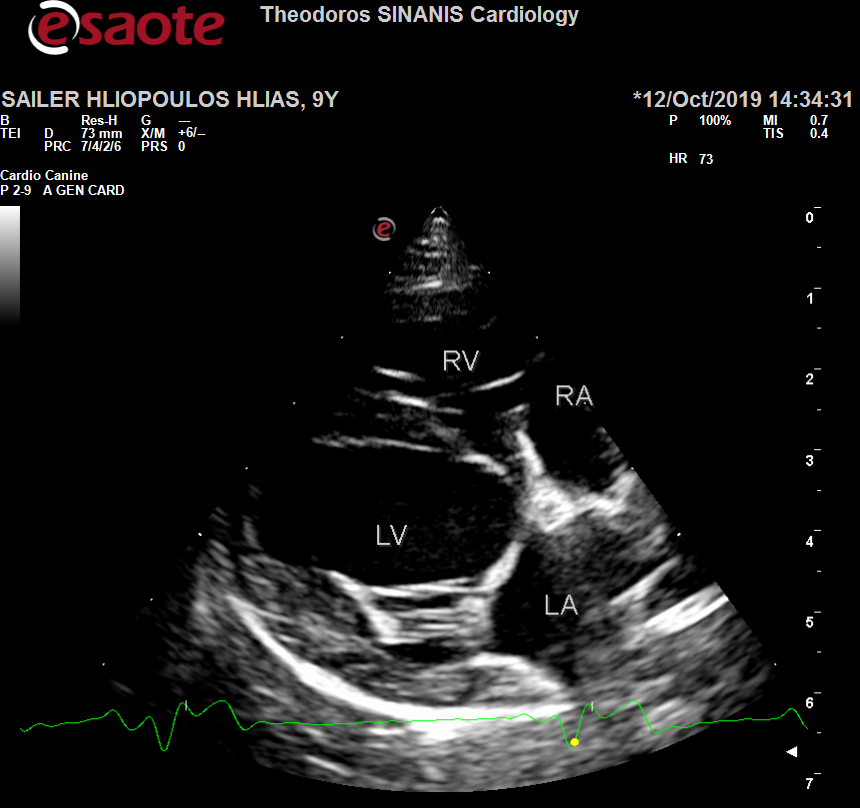 esaote
Theodoros SINANIS Cardiology
SAILER HLIOPOULOS HLIAS, 9Y
*12/Oct/2019 14:34:31
B Res-H G ---
TEI D 73 mm X/M +6/--
PRC 7/4/2/6 PRS 0
P 100% MI 0.7
TIS 0.4
HR 73
Cardio Canine
P 2-9 A GEN CARD
e
0
1
RV
2
RA
3
LV
4
LA
5
6
7